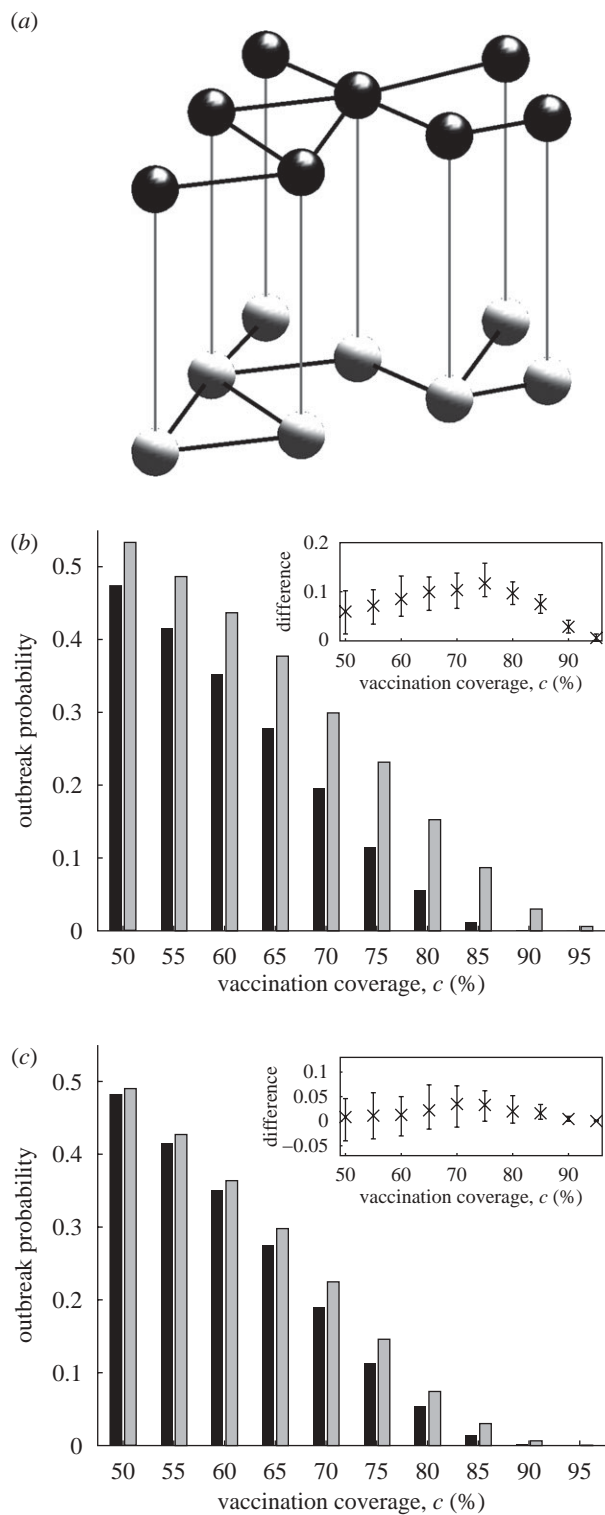 (a)
(b)
0.5
0.4
0.3
0.2
0.1
0
outbreak probability
50 55 60 65 70 75 80 85 90 95
vaccination coverage, c (%)
0.2
0.1
0
difference
50 60 70 80 90
vaccination coverage, c (%)
(c)
0.5
0.4
0.3
0.2
0.1
0
outbreak probability
50 55 60 65 70 75 80 85 90 95
vaccination coverage, c (%)
0.1
0.05
0
−0.05
difference
50 60 70 80 90
vaccination coverage, c (%)